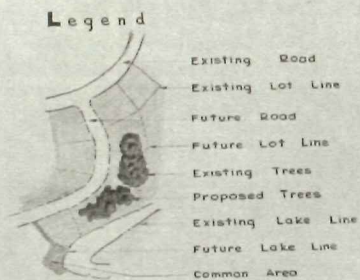 Legend
Existing Road
Existing Lot Line
Future Road
Future Lot Line
Existing Trees
Proposed Trees
Existing Lake Line
Future Lake Line
Common Area